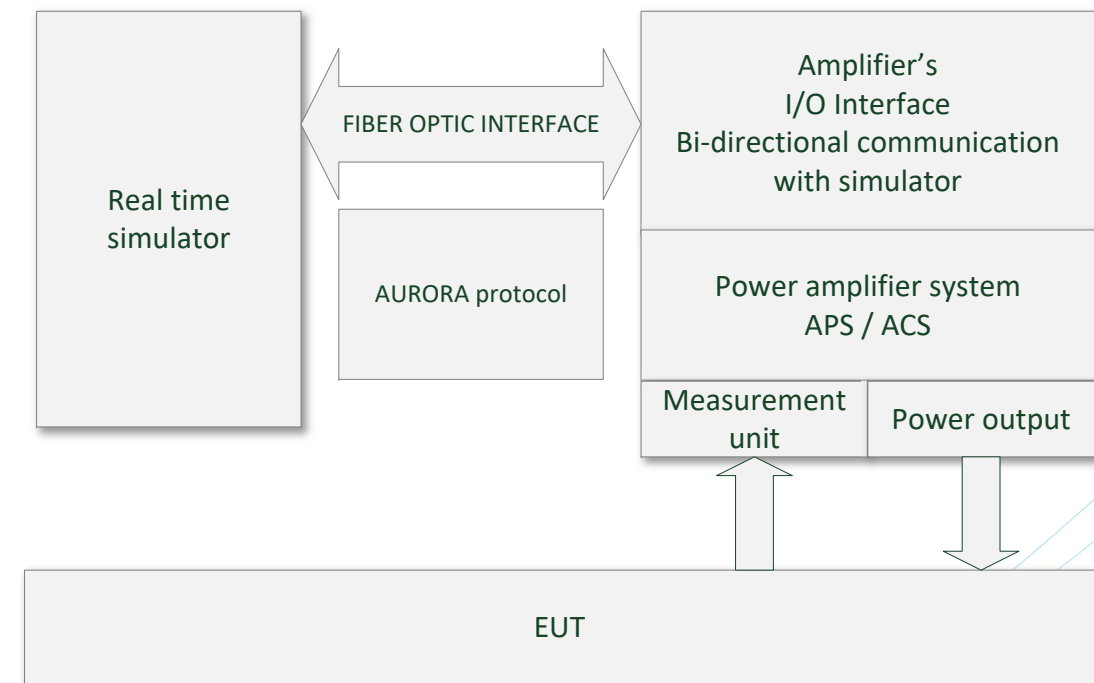 Real time
simulator
FIBER OPTIC INTERFACE
AURORA protocol
Amplifier’s
I/O Interface
Bi-directional communication
with simulator
Power amplifier system
APS / ACS
Measurement
unit
Power output
EUT